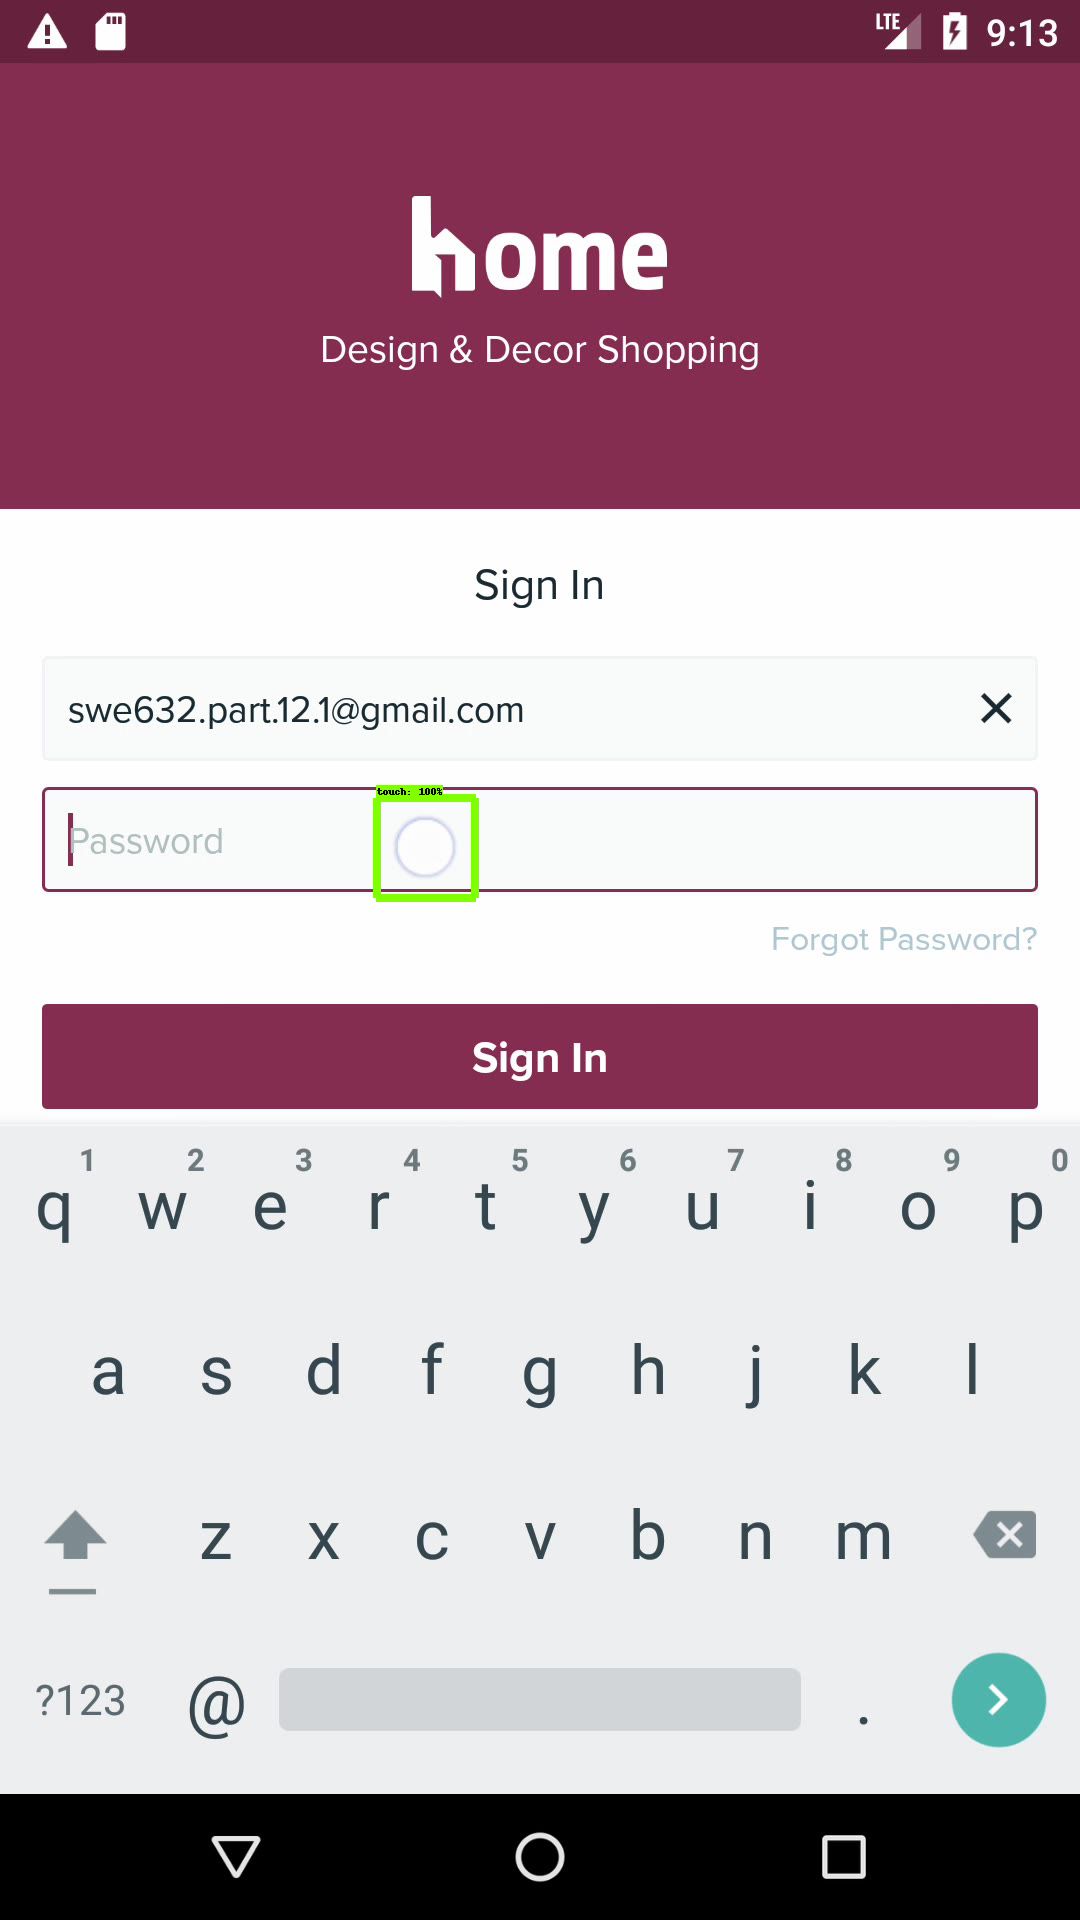 LTE 9:13
home
Design & Decor Shopping
Sign In
swe632.part.12.1@gmail.com
touch: 100%
Password
Forgot Password?
Sign In
1 2 3 4 5 6 7 8 9 0
q w e r t y u i o p
a s d f g h j k l
z x c v b n m
?123 @ .